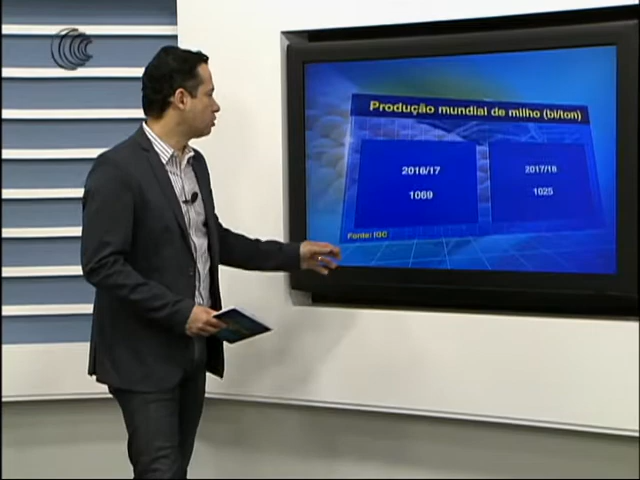 Produção mundial de milho (bi/ton)
2016/17
2017/18
1069
1025
Fonte: IGC